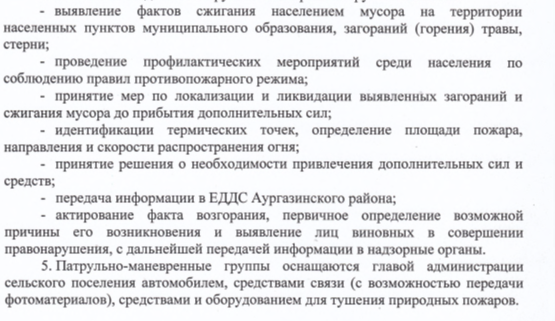 - выявление фактов сжигания населением мусора на территории
населенных пунктов муниципального образования, загораний (горения) травы,
стерни;
- проведение профилактических мероприятий среди населения по
соблюдению правил противопожарного режима;
- принятие мер по локализации и ликвидации выявленных загораний и
сжигания мусора до прибытия дополнительных сил;
- идентификации термических точек, определение площади пожара,
направления и скорости распространения огня;
- принятие решения о необходимости привлечения дополнительных сил и
средств;
- передача информации в ЕДДС Аургазинского района;
- актирование факта возгорания, первичное определение возможной
причины его возникновения и выявление лиц виновных в совершении
правонарушения, с дальнейшей передачей информации в надзорные органы.
5. Патрульно-маневренные группы оснащаются главой администрации
сельского поселения автомобилем, средствами связи (с возможностью передачи
фотоматериалов), средствами и оборудованием для тушения природных пожаров.